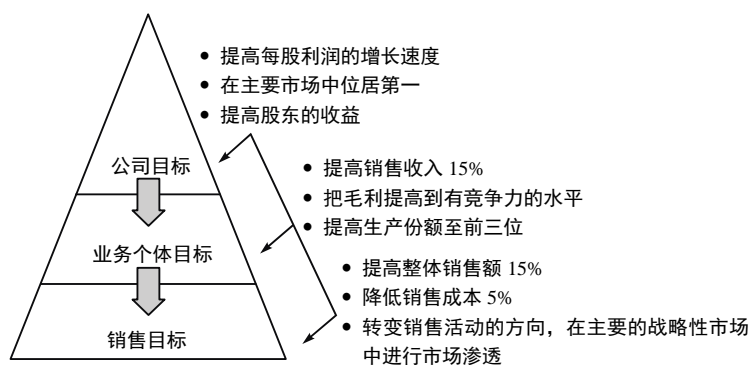 • 提高每股利润的增长速度
• 在主要市场中位居第一
• 提高股东的收益
公司目标
• 提高销售收入 15%
• 把毛利提高到有竞争力的水平
• 提高生产份额至前三位
业务个体目标
• 提高整体销售额 15%
• 降低销售成本 5%
• 转变销售活动的方向，在主要的战略性市场
中进行市场渗透
销售目标